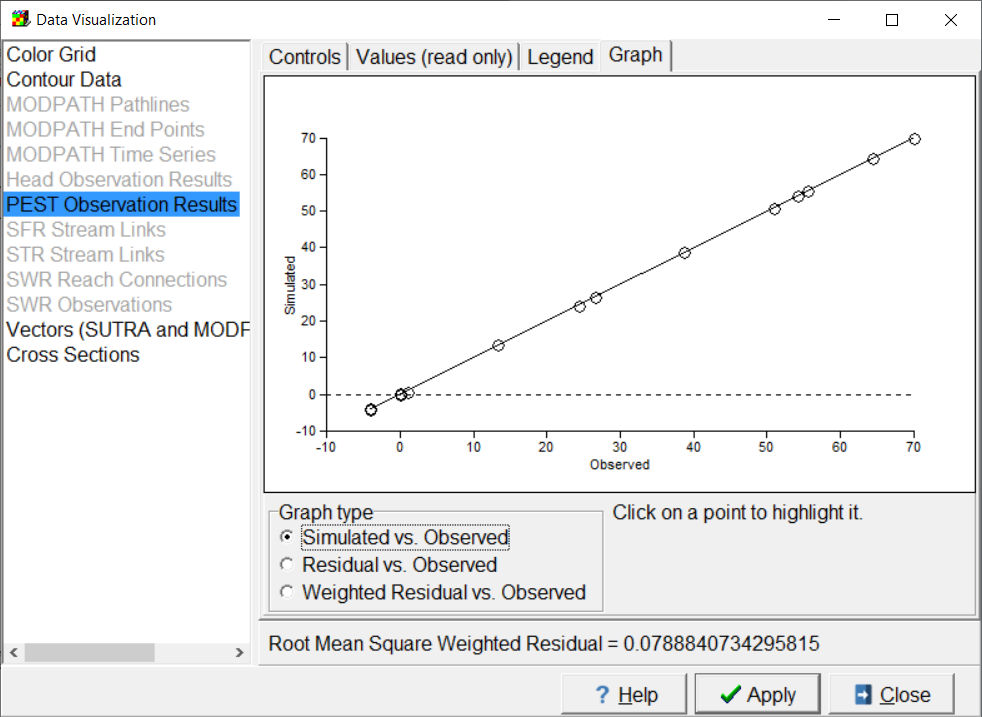 Data Visualization
Color Grid
Contour Data
MODPATH Pathlines
MODPATH End Points
MODPATH Time Series
Head Observation Results
PEST Observation Results
SFR Stream Links
STR Stream Links
SWR Reach Connections
SWR Observations
Vectors (SUTRA and MODF
Cross Sections
Controls Values (read only) Legend Graph
70
60
50
40
30
20
10
0
-10
Simulated
-10 0 10 20 30 40 50 60 70
Observed
Graph type
Simulated vs. Observed
Residual vs. Observed
Weighted Residual vs. Observed
Click on a point to highlight it.
Root Mean Square Weighted Residual = 0.0788840734295815
? Help Apply Close